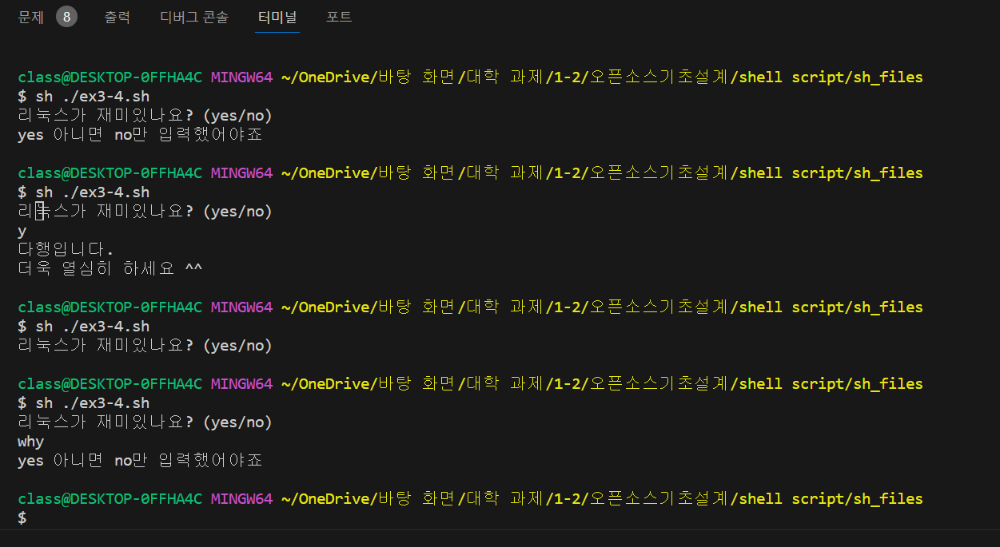 문제 8 출력 디버그 콘솔 터미널 포트
class@DESKTOP-0FFHA4C MINGW64 ~/OneDrive/바탕 화면/대학 과제/1-2/오픈소스기초설계/shell script/sh_files
$ sh ./ex3-4.sh
리눅스가 재미있나요? (yes/no)
yes 아니면 no만 입력했어야죠
class@DESKTOP-0FFHA4C MINGW64 ~/OneDrive/바탕 화면/대학 과제/1-2/오픈소스기초설계/shell script/sh_files
$ sh ./ex3-4.sh
리눅스가 재미있나요? (yes/no)
y
다행입니다.
더욱 열심히 하세요 ^^
class@DESKTOP-0FFHA4C MINGW64 ~/OneDrive/바탕 화면/대학 과제/1-2/오픈소스기초설계/shell script/sh_files
$ sh ./ex3-4.sh
리눅스가 재미있나요? (yes/no)
class@DESKTOP-0FFHA4C MINGW64 ~/OneDrive/바탕 화면/대학 과제/1-2/오픈소스기초설계/shell script/sh_files
$ sh ./ex3-4.sh
리눅스가 재미있나요? (yes/no)
why
yes 아니면 no만 입력했어야죠
class@DESKTOP-0FFHA4C MINGW64 ~/OneDrive/바탕 화면/대학 과제/1-2/오픈소스기초설계/shell script/sh_files
$